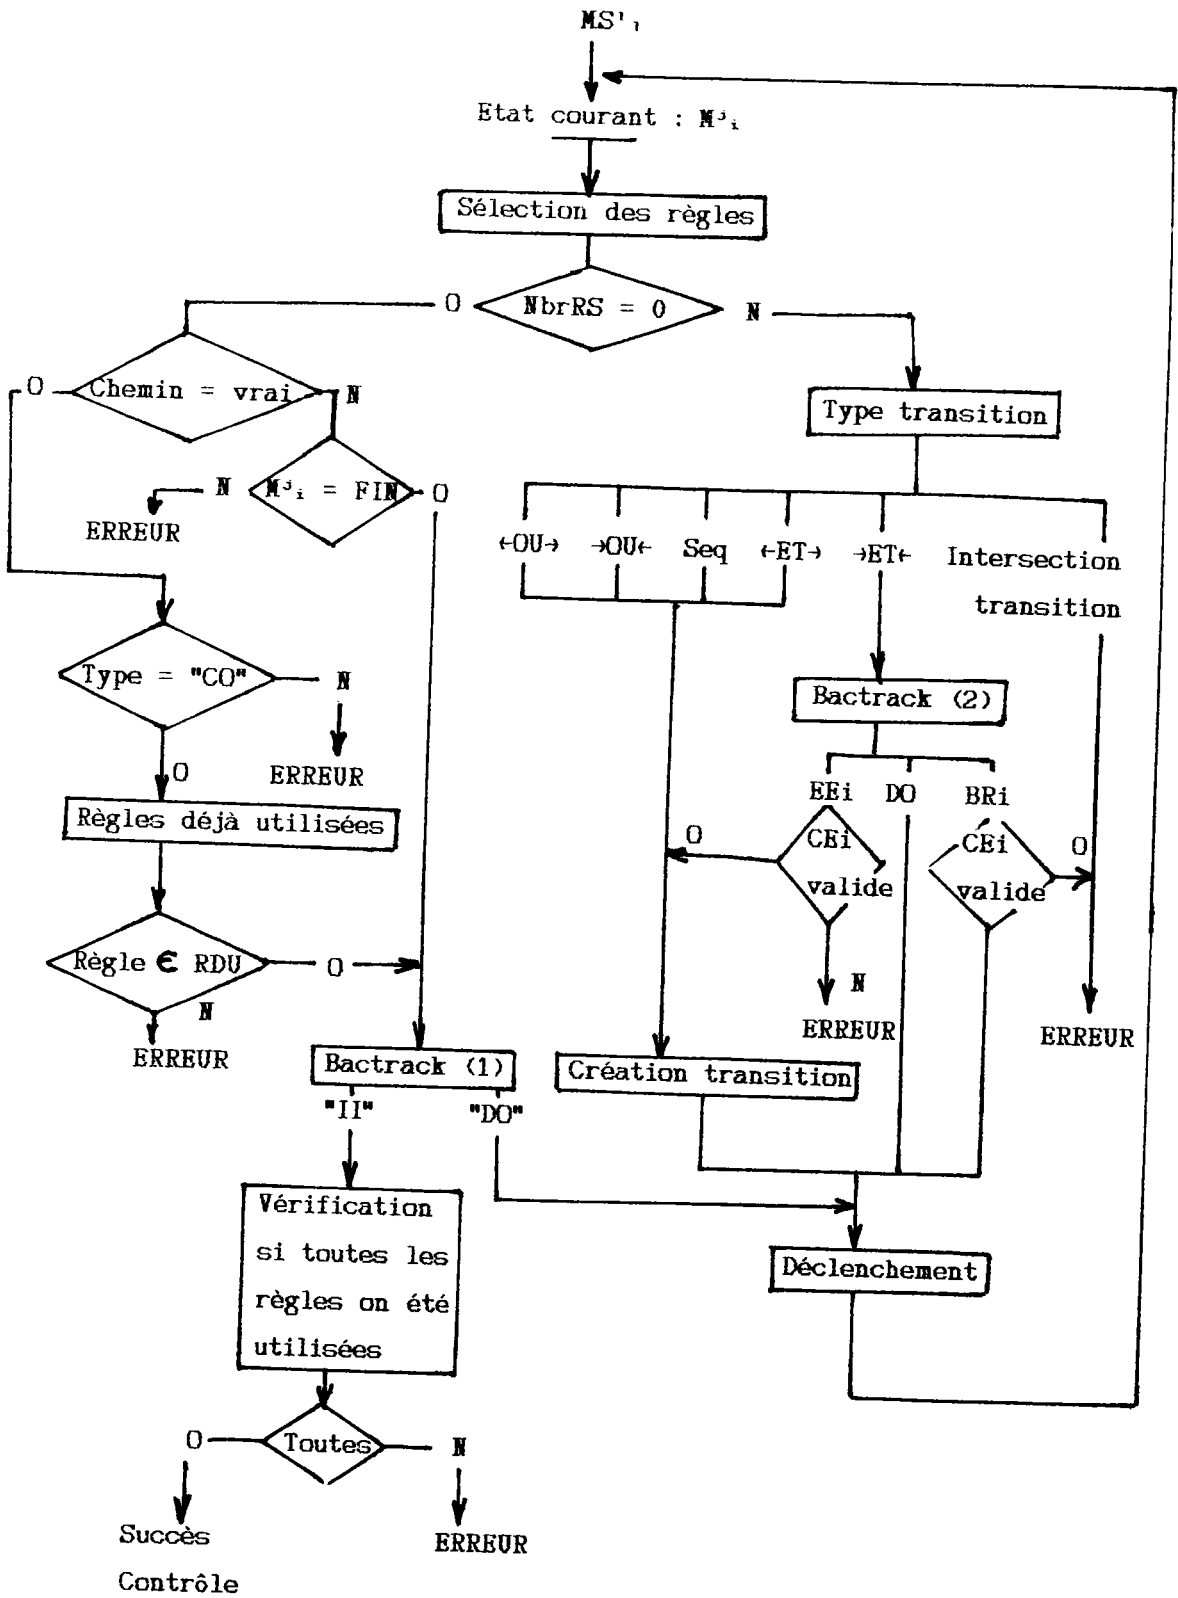 MS'₁
Etat courant : Mʲᵢ
Sélection des règles
O
NbrRS = 0
N
O
Chemin = vrai
N
Type transition
N
Mʲᵢ = FIN
O
ERREUR
←OU→
→OU←
Seq
←ET→
→ET←
Intersection
transition
Type = "CO"
N
Bactrack (2)
O
ERREUR
EEi
DO
BRi
Règles déjà utilisées
O
CEi
valide
CEi
valide
O
Règle ∈ RDU
O
N
N
ERREUR
ERREUR
ERREUR
Bactrack (1)
Création transition
"II"
"DO"
Vérification
si toutes les
règles on été
utilisées
Déclenchement
O
Toutes
N
Succès
Contrôle
ERREUR